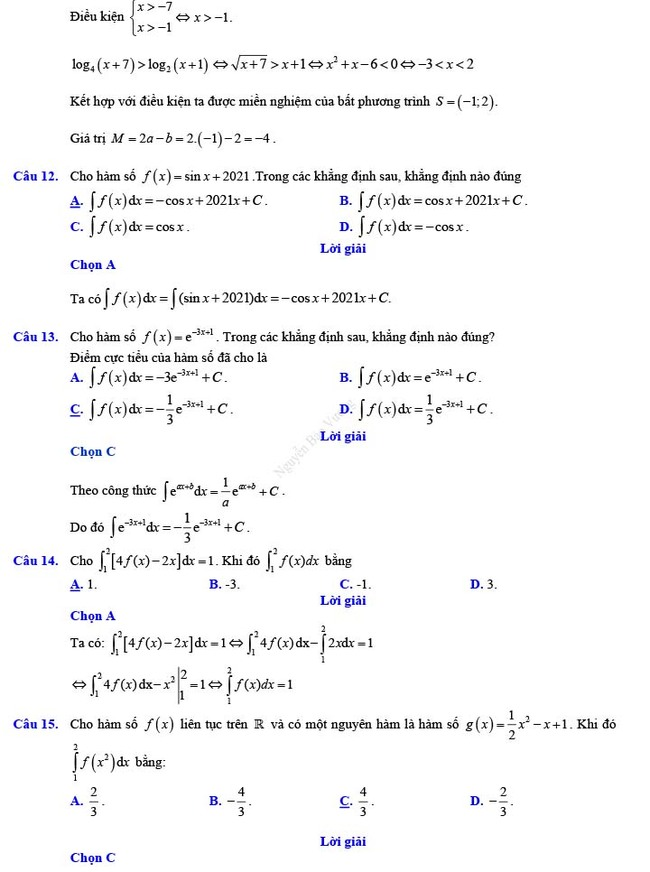 Điều kiện {x > −7
x > −1 ⇔ x > −1.
log₄(x+7) > log₂(x+1) ⇔ √(x+7) > x+1 ⇔ x² + x − 6 < 0 ⇔ −3 < x < 2
Kết hợp với điều kiện ta được miền nghiệm của bất phương trình S = (−1;2).
Giá trị M = 2a − b = 2.(−1) − 2 = −4.
Câu 12. Cho hàm số f(x) = sin x + 2021 .Trong các khẳng định sau, khẳng định nào đúng
A. ∫f(x)dx = −cos x + 2021x + C. B. ∫f(x)dx = cos x + 2021x + C.
C. ∫f(x)dx = cos x. D. ∫f(x)dx = −cos x.
Lời giải
Chọn A
Ta có ∫f(x)dx = ∫(sin x + 2021)dx = −cos x + 2021x + C.
Câu 13. Cho hàm số f(x) = e^(−3x+1). Trong các khẳng định sau, khẳng định nào đúng?
Điểm cực tiểu của hàm số đã cho là
A. ∫f(x)dx = −3e^(−3x+1) + C. B. ∫f(x)dx = e^(−3x+1) + C.
C. ∫f(x)dx = −1/3 e^(−3x+1) + C. D. ∫f(x)dx = 1/3 e^(−3x+1) + C.
Lời giải
Chọn C
Theo công thức ∫e^(ax+b)dx = 1/a e^(ax+b) + C.
Do đó ∫e^(−3x+1)dx = −1/3 e^(−3x+1) + C.
Câu 14. Cho ∫₁²[4f(x) − 2x]dx = 1. Khi đó ∫₁² f(x)dx bằng
A. 1. B. -3. C. -1. D. 3.
Lời giải
Chọn A
Ta có: ∫₁²[4f(x) − 2x]dx = 1 ⇔ ∫₁² 4f(x)dx − ∫₁² 2xdx = 1
⇔ ∫₁² 4f(x)dx − x²|₁² = 1 ⇔ ∫₁² f(x)dx = 1
Câu 15. Cho hàm số f(x) liên tục trên ℝ và có một nguyên hàm là hàm số g(x) = 1/2 x² − x + 1. Khi đó
∫₁² f(x²)dx bằng:
A. 2/3. B. −4/3. C. 4/3. D. −2/3.
Lời giải
Chọn C